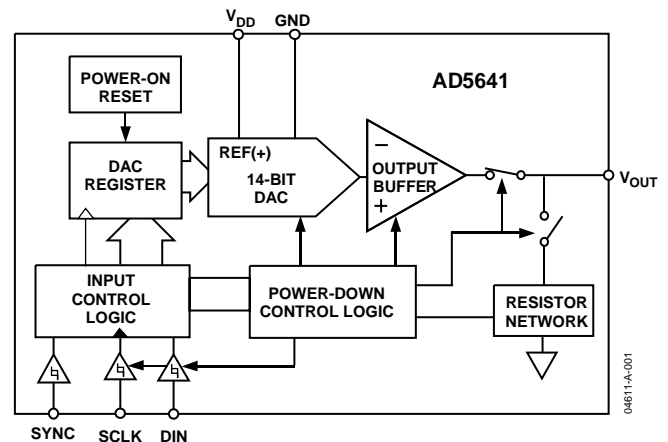 V_DD GND
AD5641
POWER-ON
RESET
DAC
REGISTER
REF(+)
14-BIT
DAC
−
OUTPUT
BUFFER
+
V_OUT
INPUT
CONTROL
LOGIC
POWER-DOWN
CONTROL LOGIC
RESISTOR
NETWORK
SYNC SCLK DIN
04611-A-001